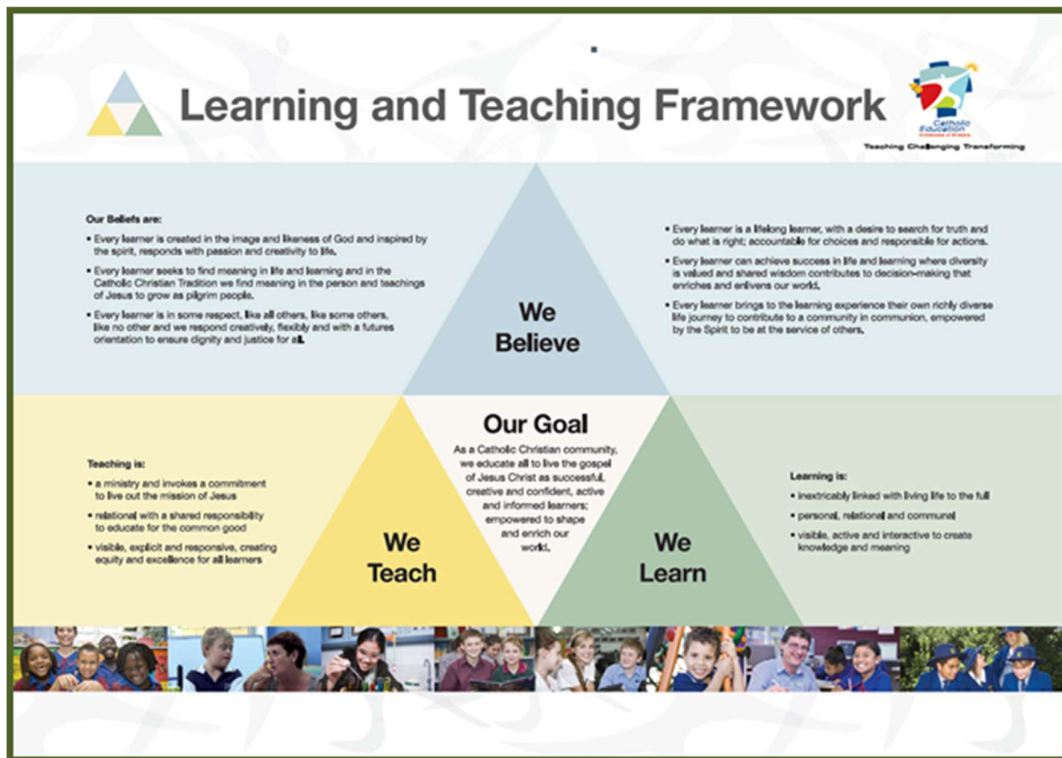 Learning and Teaching Framework
Catholic
Education
Archdiocese of Brisbane
Teaching Challenging Transforming
Our Beliefs are:
▪ Every learner is created in the image and likeness of God and inspired by
the spirit, responds with passion and creativity to life.
▪ Every learner seeks to find meaning in life and learning and in the
Catholic Christian Tradition we find meaning in the person and teachings
of Jesus to grow as pilgrim people.
▪ Every learner is in some respect, like all others, like some others,
like no other and we respond creatively, flexibly and with a futures
orientation to ensure dignity and justice for all.
▪ Every learner is a lifelong learner, with a desire to search for truth and
do what is right; accountable for choices and responsible for actions.
▪ Every learner can achieve success in life and learning where diversity
is valued and shared wisdom contributes to decision-making that
enriches and enlivens our world.
▪ Every learner brings to the learning experience their own richly diverse
life journey to contribute to a community in communion, empowered
by the Spirit to be at the service of others.
We
Believe
Teaching is:
▪ a ministry and invokes a commitment
to live out the mission of Jesus
▪ relational with a shared responsibility
to educate for the common good
▪ visible, explicit and responsive, creating
equity and excellence for all learners
We
Teach
Our Goal
As a Catholic Christian community,
we educate all to live the gospel
of Jesus Christ as successful,
creative and confident, active
and informed learners;
empowered to shape
and enrich our
world.
We
Learn
Learning is:
▪ inextricably linked with living life to the full
▪ personal, relational and communal
▪ visible, active and interactive to create
knowledge and meaning